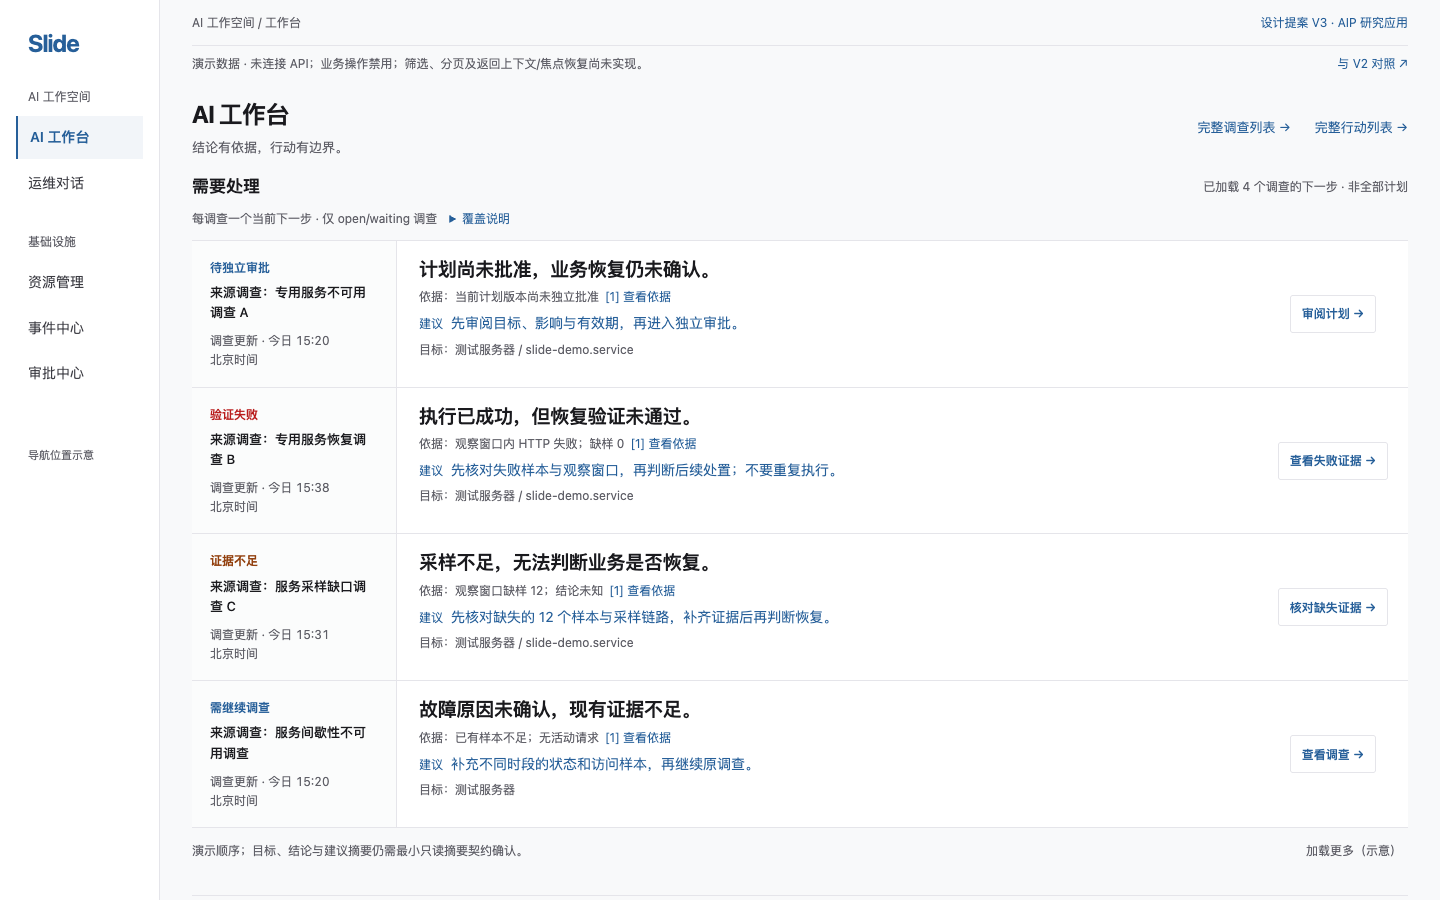 Slide
AI 工作空间
AI 工作台
运维对话
基础设施
资源管理
事件中心
审批中心
导航位置示意
AI 工作空间 / 工作台
设计提案 V3 · AIP 研究应用
演示数据 · 未连接 API；业务操作禁用；筛选、分页及返回上下文/焦点恢复尚未实现。
与 V2 对照 ↗
AI 工作台
结论有依据，行动有边界。
完整调查列表 →
完整行动列表 →
需要处理
已加载 4 个调查的下一步 · 非全部计划
每调查一个当前下一步 · 仅 open/waiting 调查
▶ 覆盖说明
待独立审批
来源调查：专用服务不可用
调查 A
调查更新 · 今日 15:20
北京时间
计划尚未批准，业务恢复仍未确认。
依据：当前计划版本尚未独立批准 [1] 查看依据
建议 先审阅目标、影响与有效期，再进入独立审批。
目标：测试服务器 / slide-demo.service
审阅计划 →
验证失败
来源调查：专用服务恢复调
查 B
调查更新 · 今日 15:38
北京时间
执行已成功，但恢复验证未通过。
依据：观察窗口内 HTTP 失败；缺样 0 [1] 查看依据
建议 先核对失败样本与观察窗口，再判断后续处置；不要重复执行。
目标：测试服务器 / slide-demo.service
查看失败证据 →
证据不足
来源调查：服务采样缺口调
查 C
调查更新 · 今日 15:31
北京时间
采样不足，无法判断业务是否恢复。
依据：观察窗口缺样 12；结论未知 [1] 查看依据
建议 先核对缺失的 12 个样本与采样链路，补齐证据后再判断恢复。
目标：测试服务器 / slide-demo.service
核对缺失证据 →
需继续调查
来源调查：服务间歇性不可
用调查
调查更新 · 今日 15:20
北京时间
故障原因未确认，现有证据不足。
依据：已有样本不足；无活动请求 [1] 查看依据
建议 补充不同时段的状态和访问样本，再继续原调查。
目标：测试服务器
查看调查 →
演示顺序；目标、结论与建议摘要仍需最小只读摘要契约确认。
加载更多（示意）